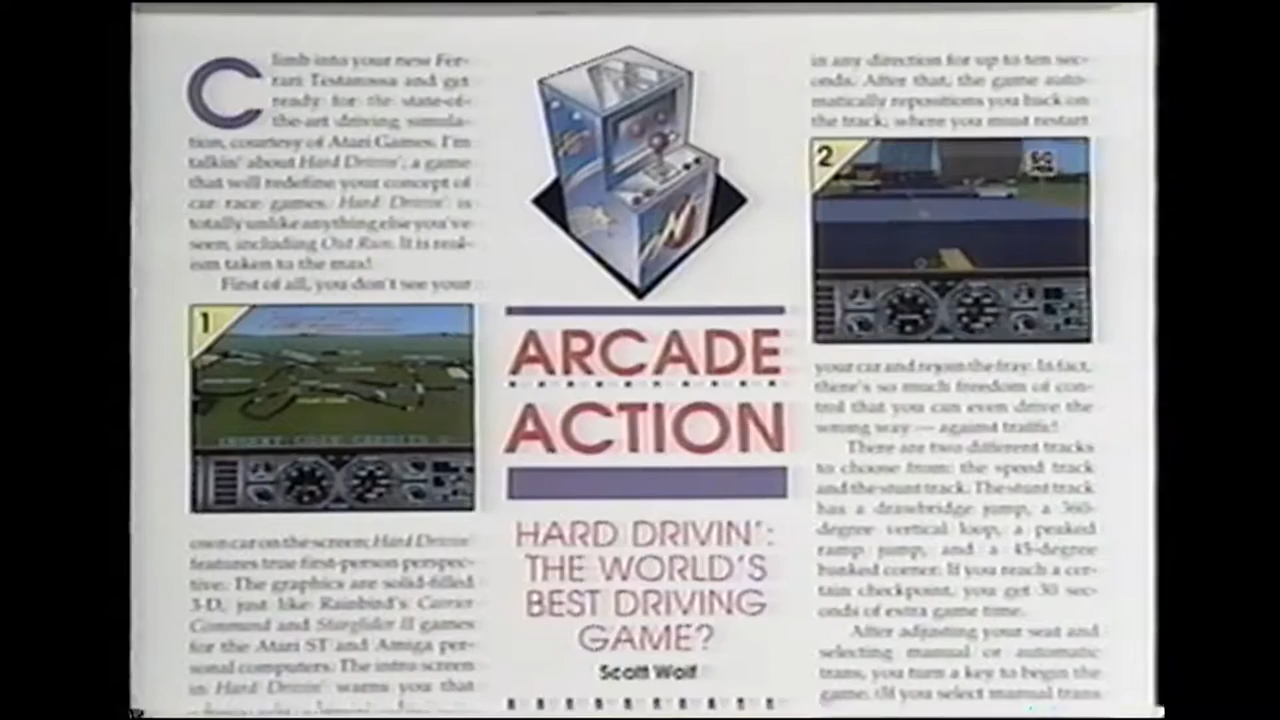 Climb into your new Fer-
rari Testarossa and get
ready for the state-of-
the-art driving simula-
tion, courtesy of Atari Games. I'm
talkin' about Hard Drivin', a game
that will redefine your concept of
car race games. Hard Drivin' is
totally unlike anything else you've
seen, including Out Run. It is real-
ism taken to the max!
First of all, you don't see your
1
own car on the screen; Hard Drivin'
features true first-person perspec-
tive. The graphics are solid-filled
3-D, just like Rainbird's Carrier
Command and Starglider II games
for the Atari ST and Amiga per-
sonal computers. The intro screen
in Hard Drivin' warns you that
ARCADE
ACTION
HARD DRIVIN':
THE WORLD'S
BEST DRIVING
GAME?
Scott Wolf
in any direction for up to ten sec-
onds. After that, the game auto-
matically repositions you back on
the track, where you must restart
2
50
your car and rejoin the fray. In fact,
there's so much freedom of con-
trol that you can even drive the
wrong way — against traffic!
There are two different tracks
to choose from: the speed track
and the stunt track. The stunt track
has a drawbridge jump, a 360-
degree vertical loop, a peaked
ramp jump, and a 45-degree
banked corner. If you reach a cer-
tain checkpoint, you get 30 sec-
onds of extra game time.
After adjusting your seat and
selecting manual or automatic
trans, you turn a key to begin the
game. (If you select manual trans